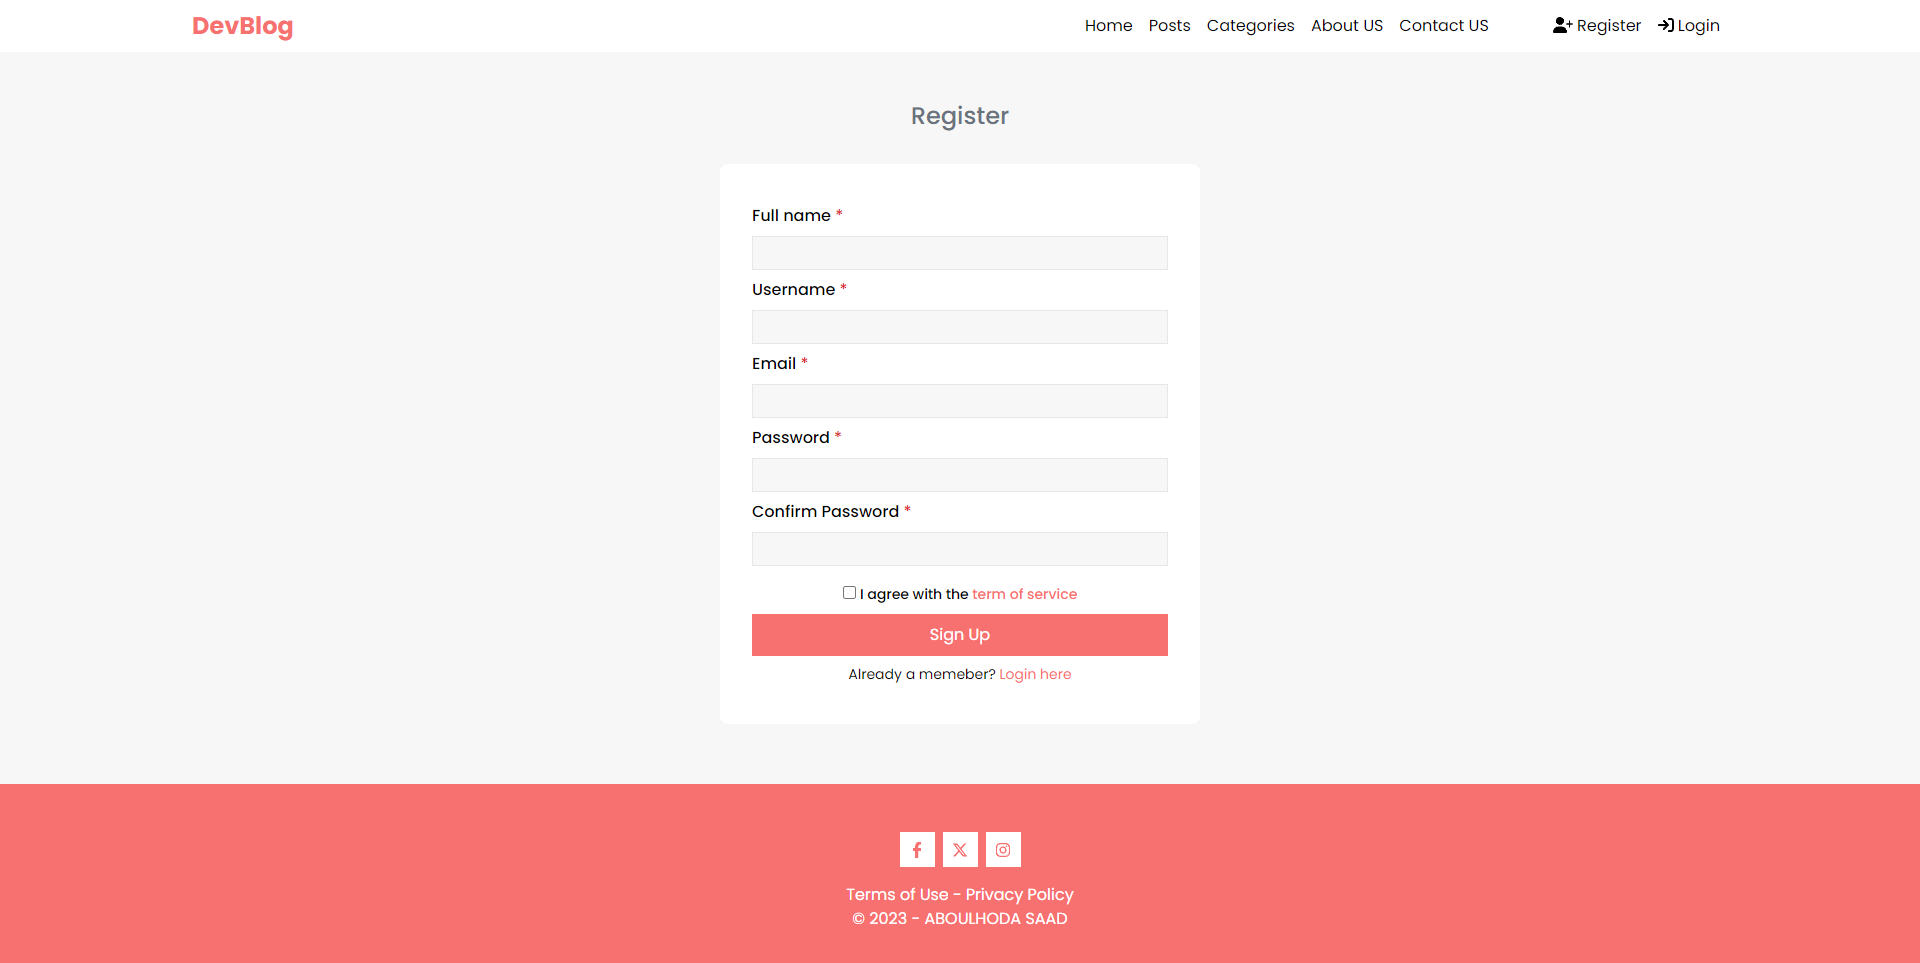 DevBlog Home Posts Categories About US Contact US Register Login
Register
Full name *
Username *
Email *
Password *
Confirm Password *
I agree with the term of service
Sign Up
Already a memeber? Login here
Terms of Use - Privacy Policy
© 2023 - ABOULHODA SAAD